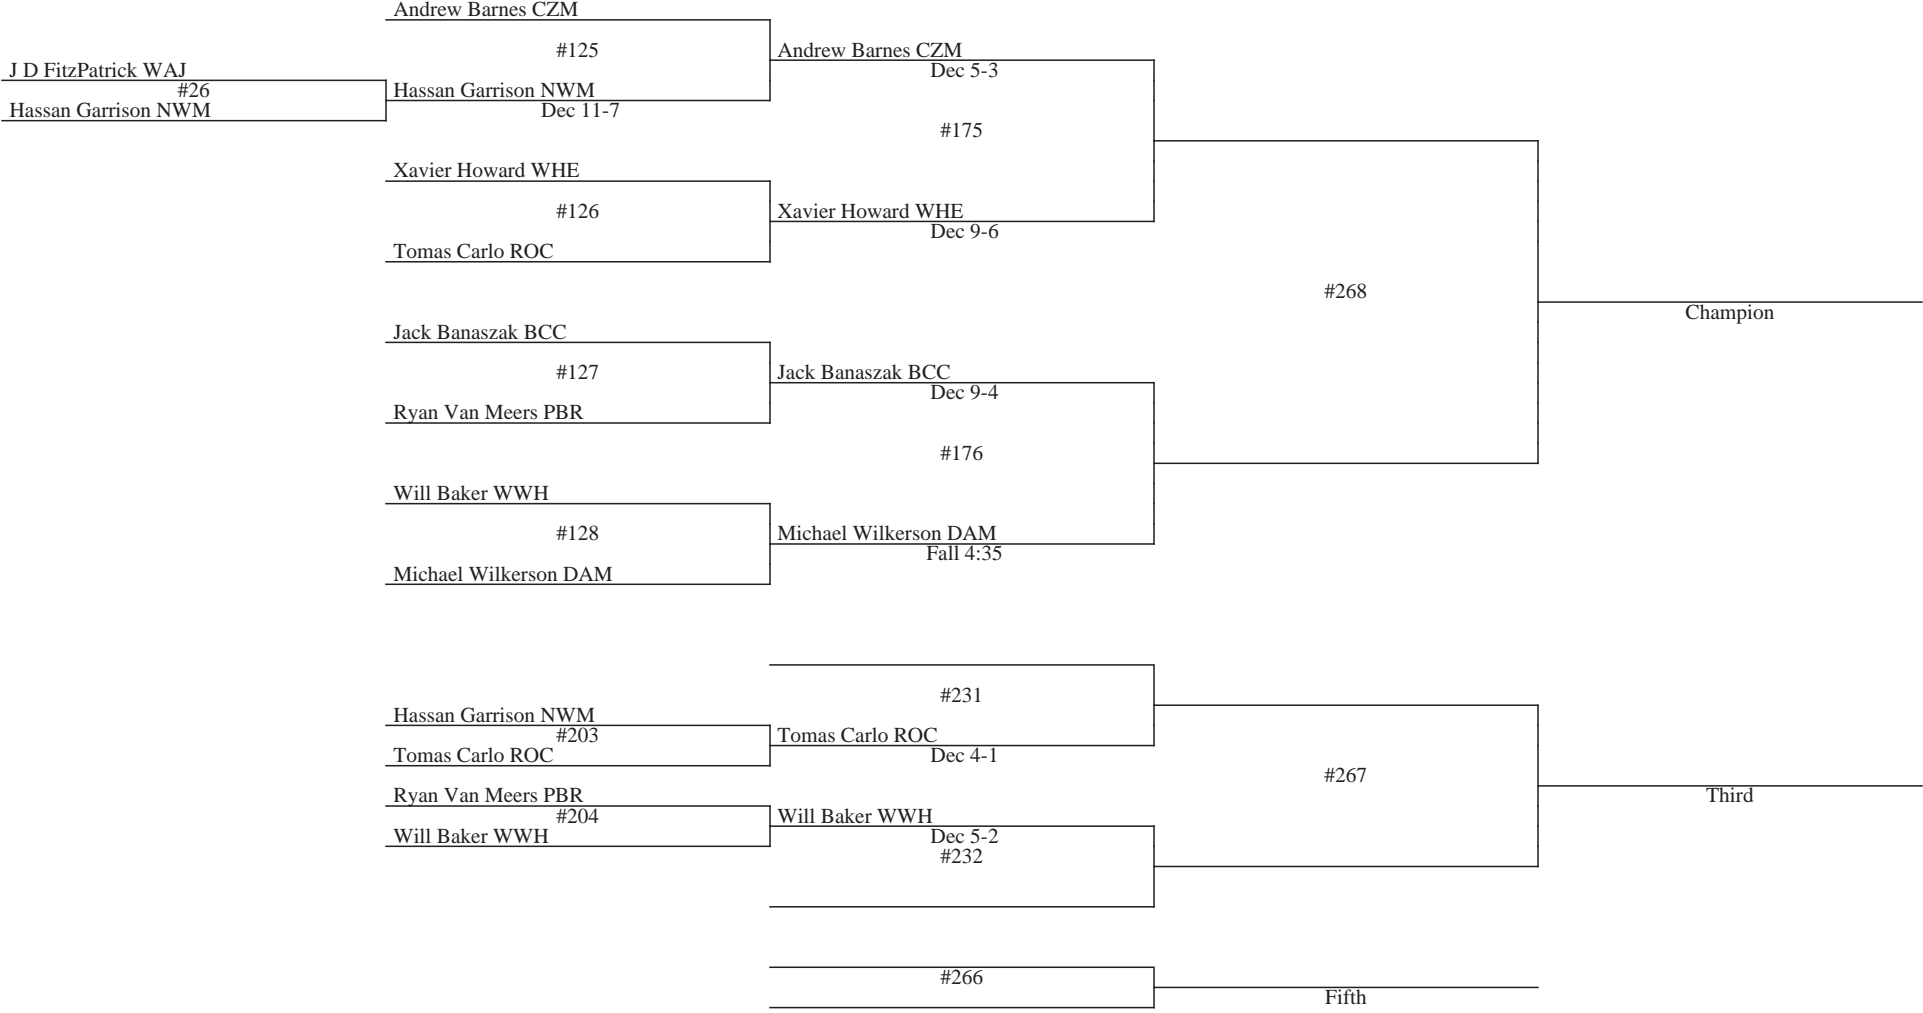 Andrew Barnes CZM
#125
Andrew Barnes CZM
Dec 5-3
J D FitzPatrick WAJ
#26
Hassan Garrison NWM
Hassan Garrison NWM
Dec 11-7
#175
Xavier Howard WHE
#126
Xavier Howard WHE
Dec 9-6
Tomas Carlo ROC
#268
Champion
Jack Banaszak BCC
#127
Jack Banaszak BCC
Dec 9-4
Ryan Van Meers PBR
#176
Will Baker WWH
#128
Michael Wilkerson DAM
Fall 4:35
Michael Wilkerson DAM
#231
Hassan Garrison NWM
#203
Tomas Carlo ROC
Tomas Carlo ROC
Dec 4-1
#267
Third
Ryan Van Meers PBR
#204
Will Baker WWH
Will Baker WWH
Dec 5-2
#232
#266
Fifth